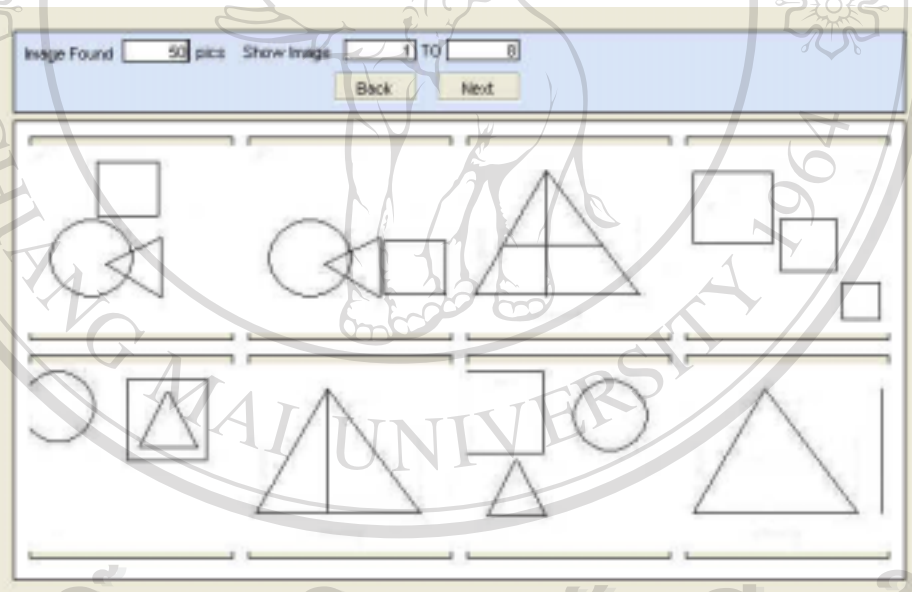 Image Found 50 pics Show Image 1 TO 8
Back Next
CHIANG MAI UNIVERSITY 1964